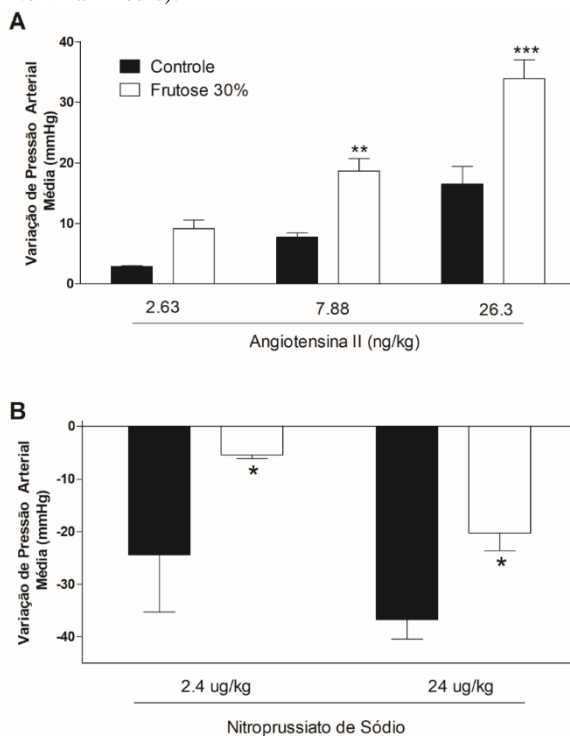 A
Controle
Frutose 30%
Variação de Pressão Arterial
Média (mmHg)
40
30
20
10
0
**
***
2.63 7.88 26.3
Angiotensina II (ng/kg)
B
Variação de Pressão Arterial
Média (mmHg)
-0
-10
-20
-30
-40
*
*
2.4 ug/kg 24 ug/kg
Nitroprussiato de Sódio